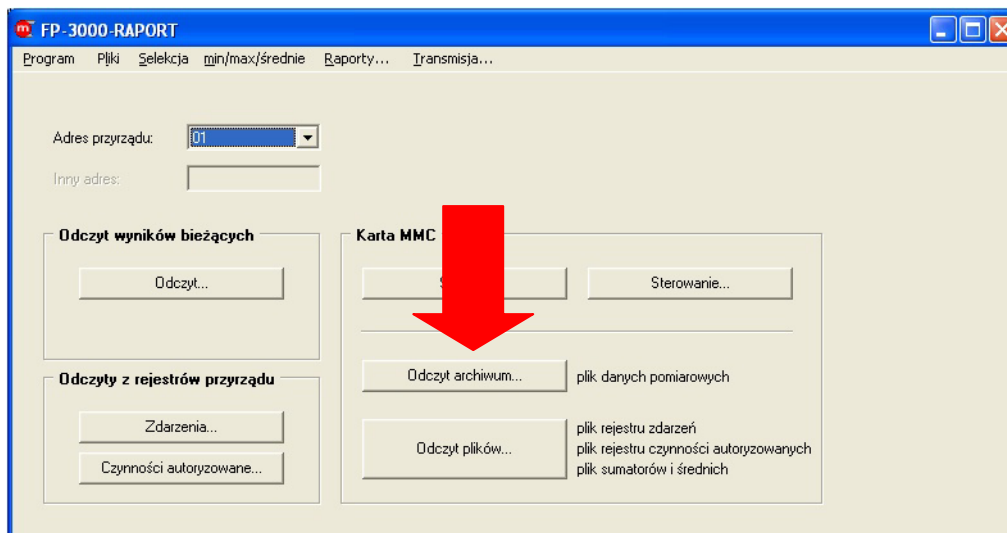 FP-3000-RAPORT
Program Pliki Selekcja min/max/średnie Raporty... Transmisja...
Adres przyrządu: 01
Inny adres:
Odczyt wyników bieżących
Odczyt...
Karta MMC
Sterowanie...
Odczyt archiwum... plik danych pomiarowych
Odczyty z rejestrów przyrządu
Zdarzenia...
Czynności autoryzowane...
Odczyt plików...
plik rejestru zdarzeń
plik rejestru czynności autoryzowanych
plik sumatorów i średnich